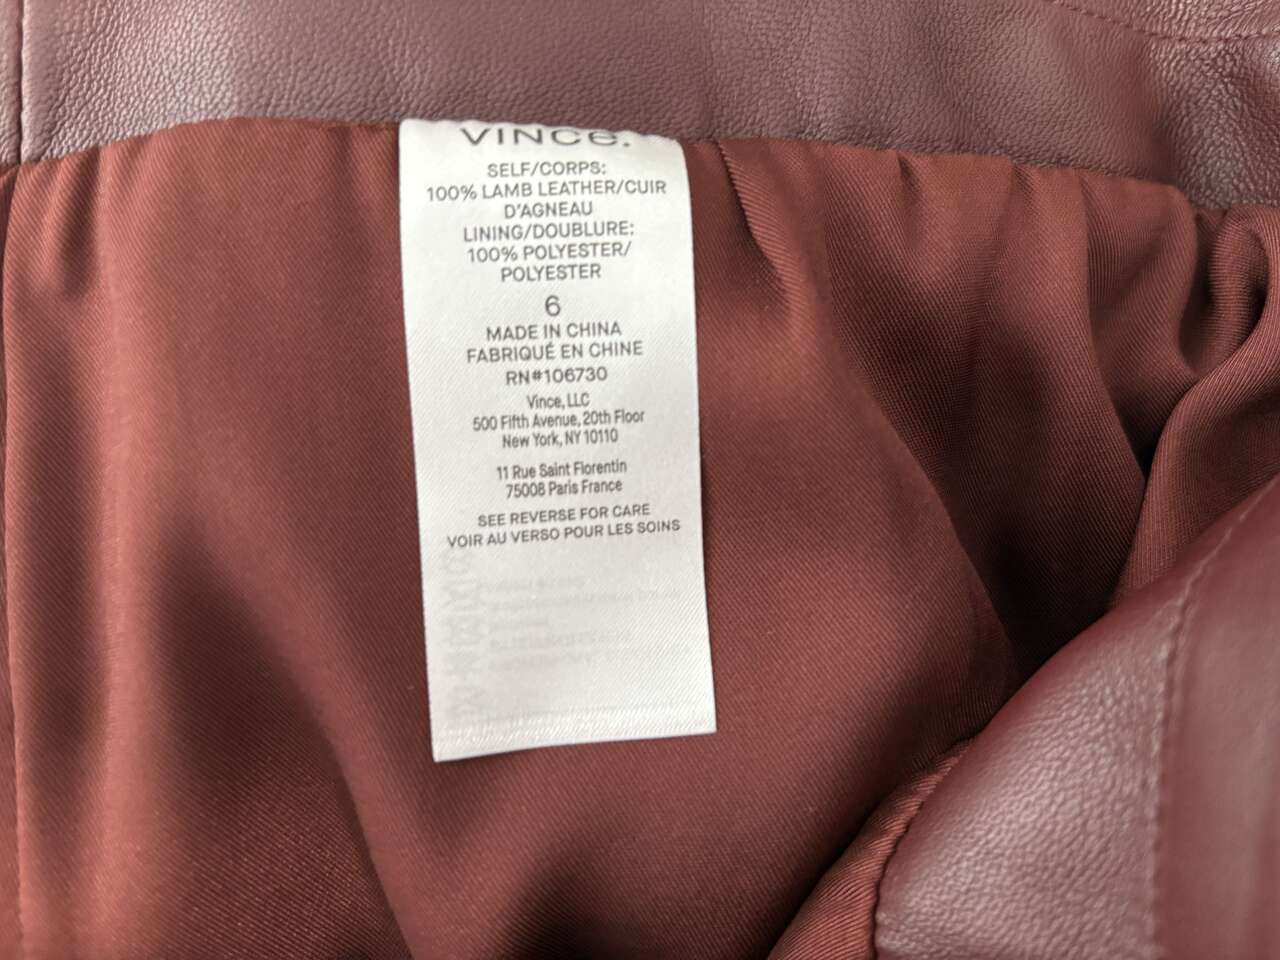 VINCE.
SELF/CORPS:
100% LAMB LEATHER/CUIR
D'AGNEAU
LINING/DOUBLURE:
100% POLYESTER/
POLYESTER
6
MADE IN CHINA
FABRIQUÉ EN CHINE
RN#106730
Vince, LLC
500 Fifth Avenue, 20th Floor
New York, NY 10110
11 Rue Saint Florentin
75008 Paris France
SEE REVERSE FOR CARE
VOIR AU VERSO POUR LES SOINS